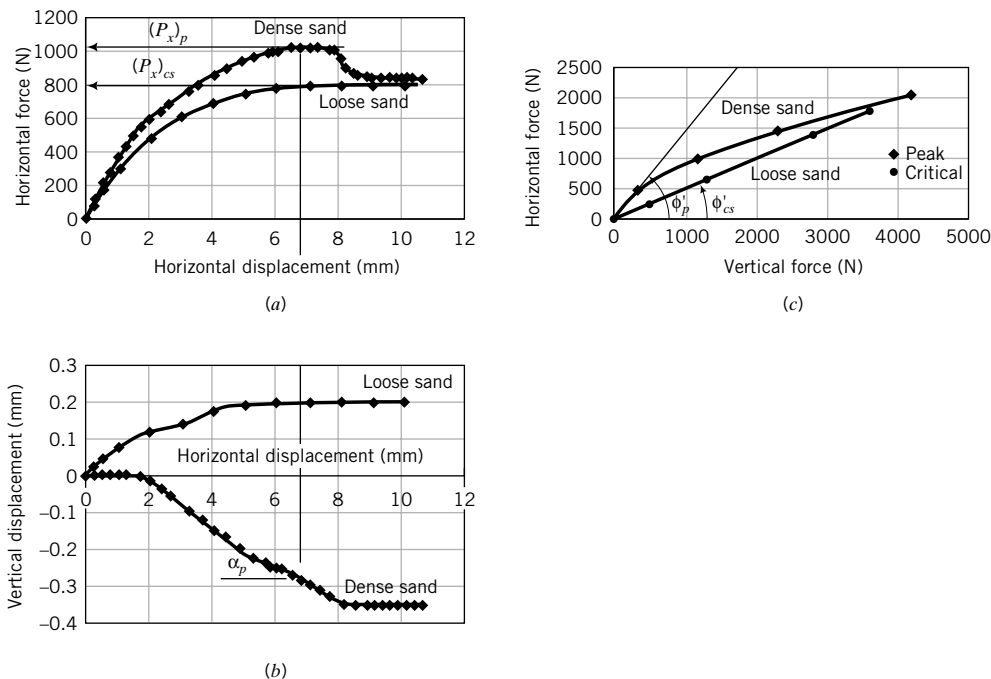 1200
1000
800
600
400
200
0
Horizontal force (N)
(Pₓ)ₚ
Dense sand
(Pₓ)cs
Loose sand
0 2 4 6 8 10 12
Horizontal displacement (mm)
(a)
2500
2000
1500
1000
500
0
Horizontal force (N)
Dense sand
Loose sand
Peak
Critical
ϕ′p
ϕ′cs
0 1000 2000 3000 4000 5000
Vertical force (N)
(c)
0.3
0.2
0.1
0
–0.1
–0.2
–0.3
–0.4
Vertical displacement (mm)
Loose sand
Horizontal displacement (mm)
0 2 4 6 8 10 12
αp
Dense sand
(b)